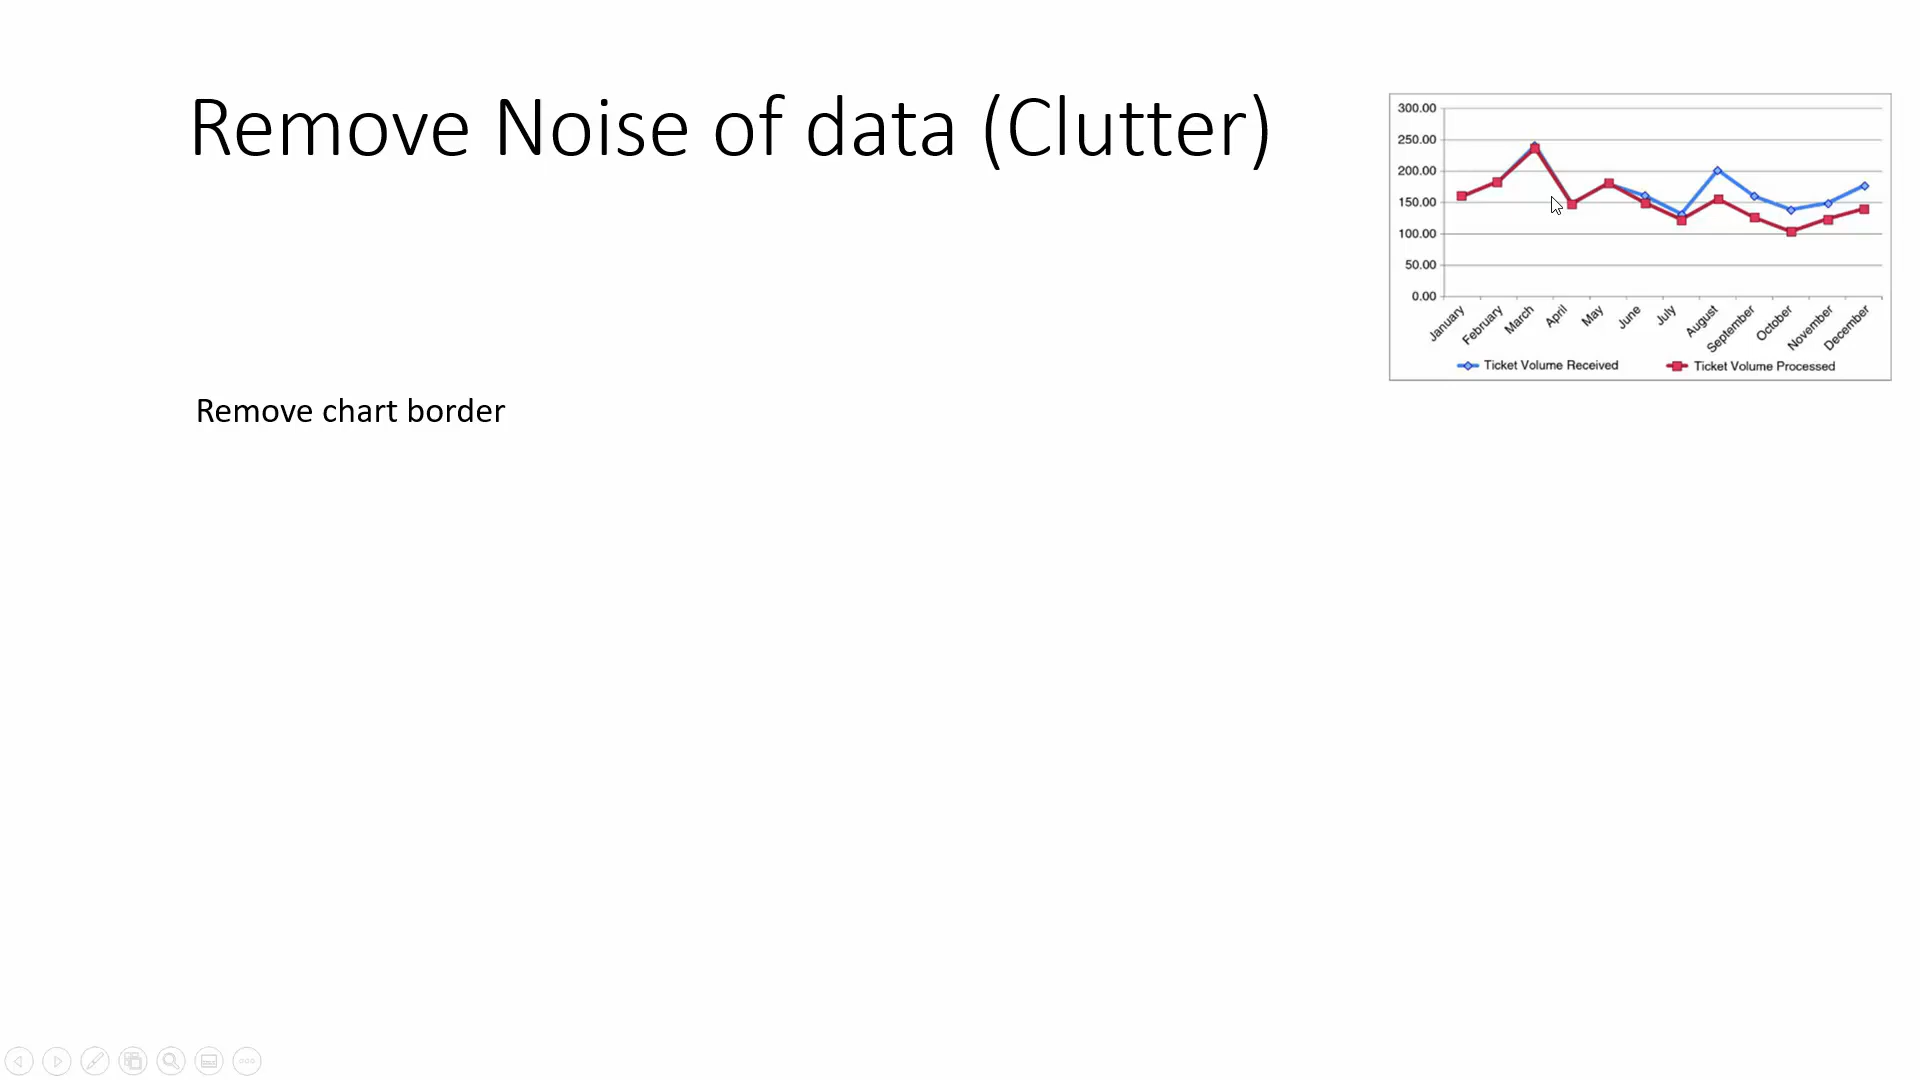 Remove Noise of data (Clutter)
300.00
250.00
200.00
150.00
100.00
50.00
0.00
January
February
March
April
May
June
July
August
September
October
November
December
Ticket Volume Received
Ticket Volume Processed
Remove chart border